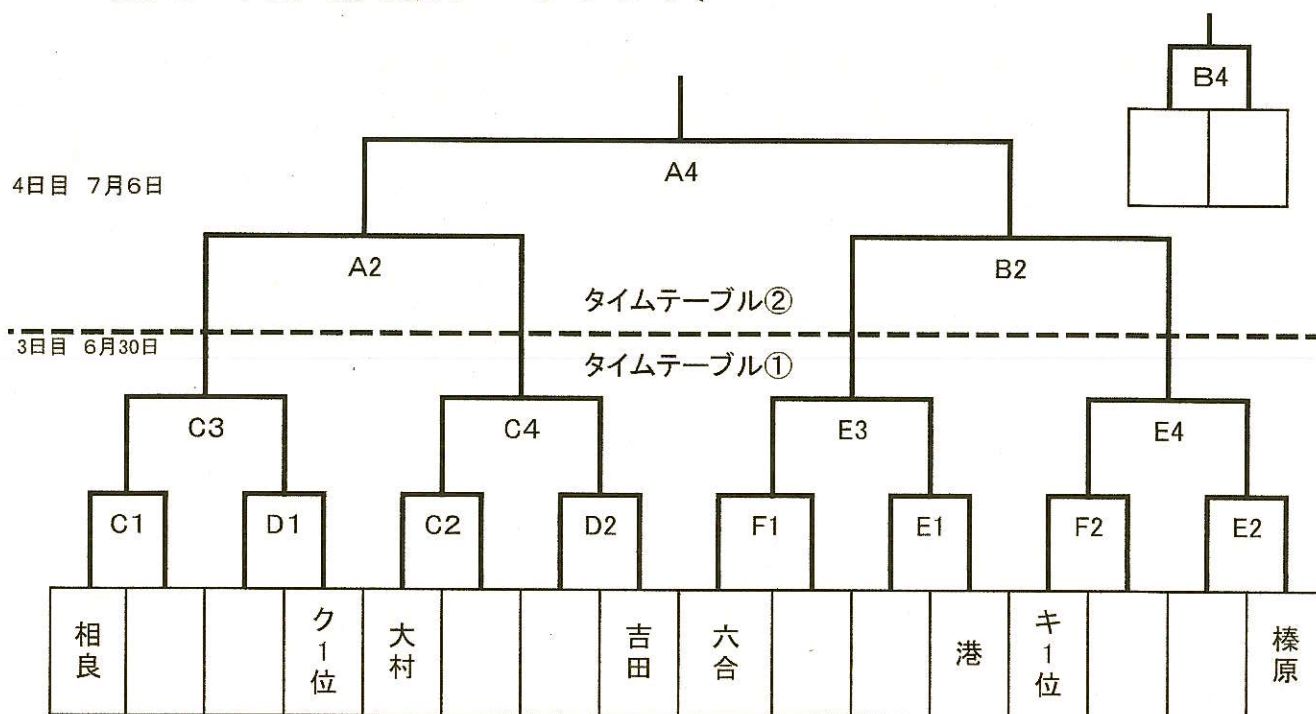 B4
A4
4日目 7月6日
A2
B2
タイムテーブル②
3日目 6月30日
タイムテーブル①
C3
C4
E3
E4
C1
D1
C2
D2
F1
E1
F2
E2
相良
ク1位
大村
吉田
六合
港
キ1位
榛原